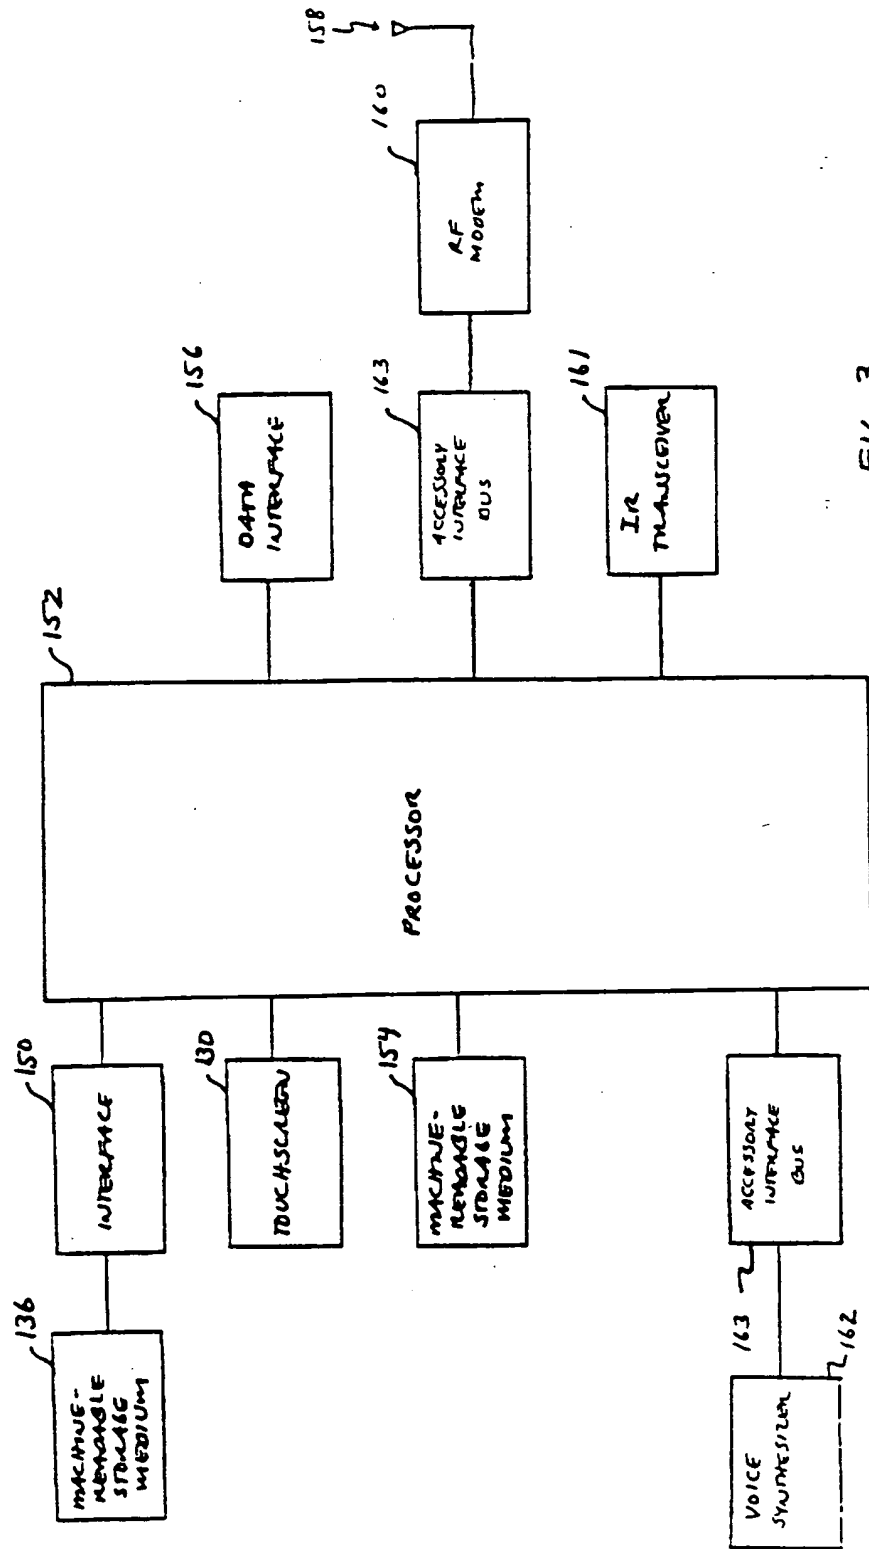 136
MACHINE-
READABLE
STORAGE
MEDIUM
150
INTERFACE
130
TOUCHSCREEN
154
MACHINE-
READABLE
STORAGE
MEDIUM
163
ACCESSORY
INTERFACE
BUS
162
VOICE
SYNTHESIZER
152
PROCESSOR
156
DATA
INTERFACE
163
ACCESSORY
INTERFACE
BUS
161
IR
TRANSCEIVER
160
RF
MODEM
158